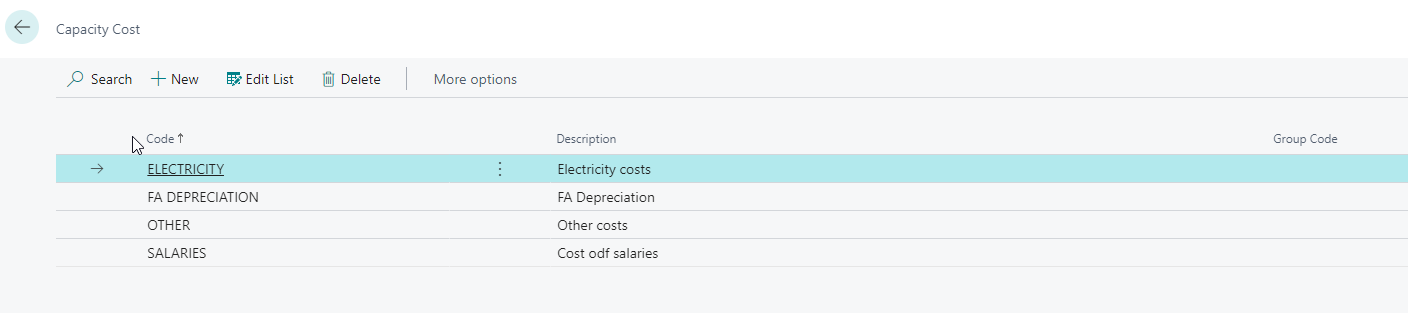 Capacity Cost
Search New Edit List Delete More options
Code↑ Description Group Code
ELECTRICITY Electricity costs
FA DEPRECIATION FA Depreciation
OTHER Other costs
SALARIES Cost odf salaries